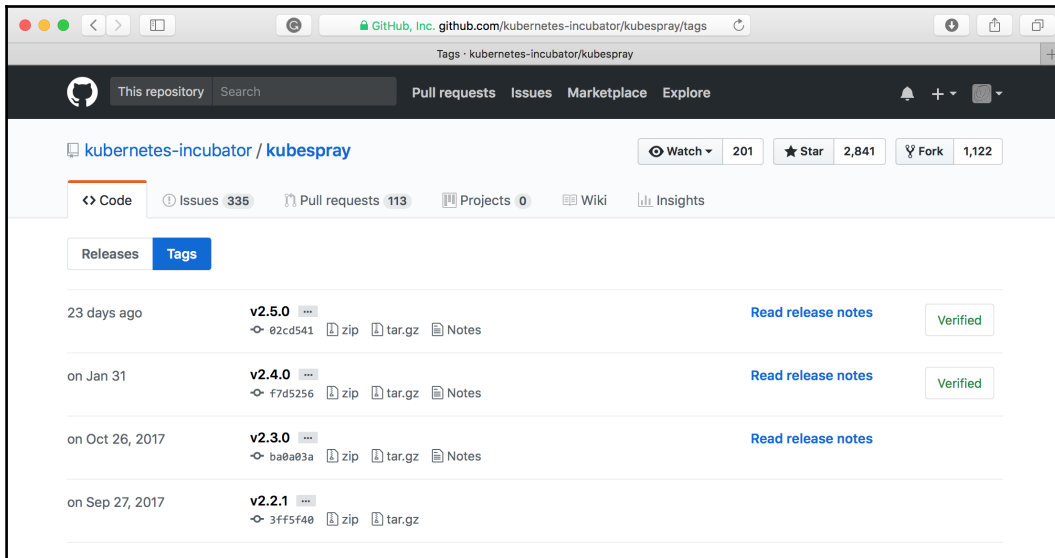 GitHub, Inc. github.com/kubernetes-incubator/kubespray/tags
Tags · kubernetes-incubator/kubespray
This repository Search Pull requests Issues Marketplace Explore
kubernetes-incubator / kubespray Watch 201 Star 2,841 Fork 1,122
Code Issues 335 Pull requests 113 Projects 0 Wiki Insights
Releases Tags
23 days ago v2.5.0 ... Read release notes Verified
02cd541 zip tar.gz Notes
on Jan 31 v2.4.0 ... Read release notes Verified
f7d5256 zip tar.gz Notes
on Oct 26, 2017 v2.3.0 ... Read release notes
ba0a03a zip tar.gz Notes
on Sep 27, 2017 v2.2.1 ...
3ff5f40 zip tar.gz